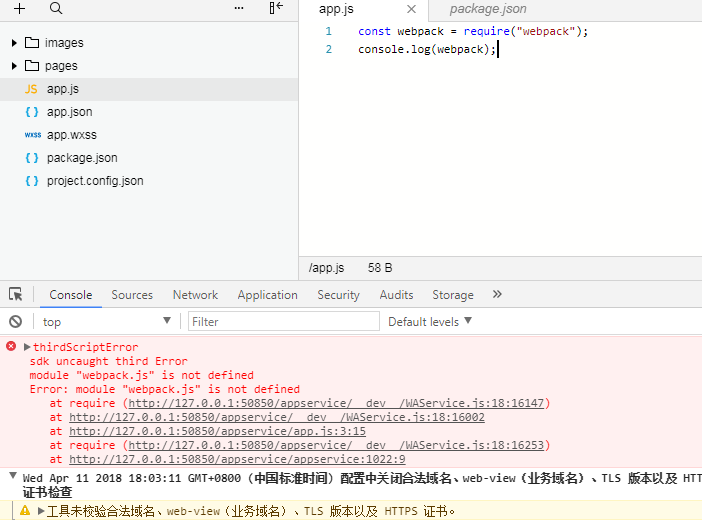 app.js
package.json
images
pages
JS app.js
{ } app.json
wxss app.wxss
{ } package.json
{ } project.config.json
1 const webpack = require("webpack");
2 console.log(webpack);
/app.js 58 B
Console Sources Network Application Security Audits Storage
top Filter Default levels
thirdScriptError
sdk uncaught third Error
module "webpack.js" is not defined
Error: module "webpack.js" is not defined
at require (http://127.0.0.1:50850/appservice/__dev__/WAService.js:18:16147)
at http://127.0.0.1:50850/appservice/__dev__/WAService.js:18:16002
at http://127.0.0.1:50850/appservice/app.js:3:15
at require (http://127.0.0.1:50850/appservice/__dev__/WAService.js:18:16253)
at http://127.0.0.1:50850/appservice/appservice:1022:9
Wed Apr 11 2018 18:03:11 GMT+0800 (中国标准时间) 配置中关闭合法域名、web-view(业务域名)、TLS 版本以及 HTT
证书检查
工具未校验合法域名、web-view(业务域名)、TLS 版本以及 HTTPS 证书。